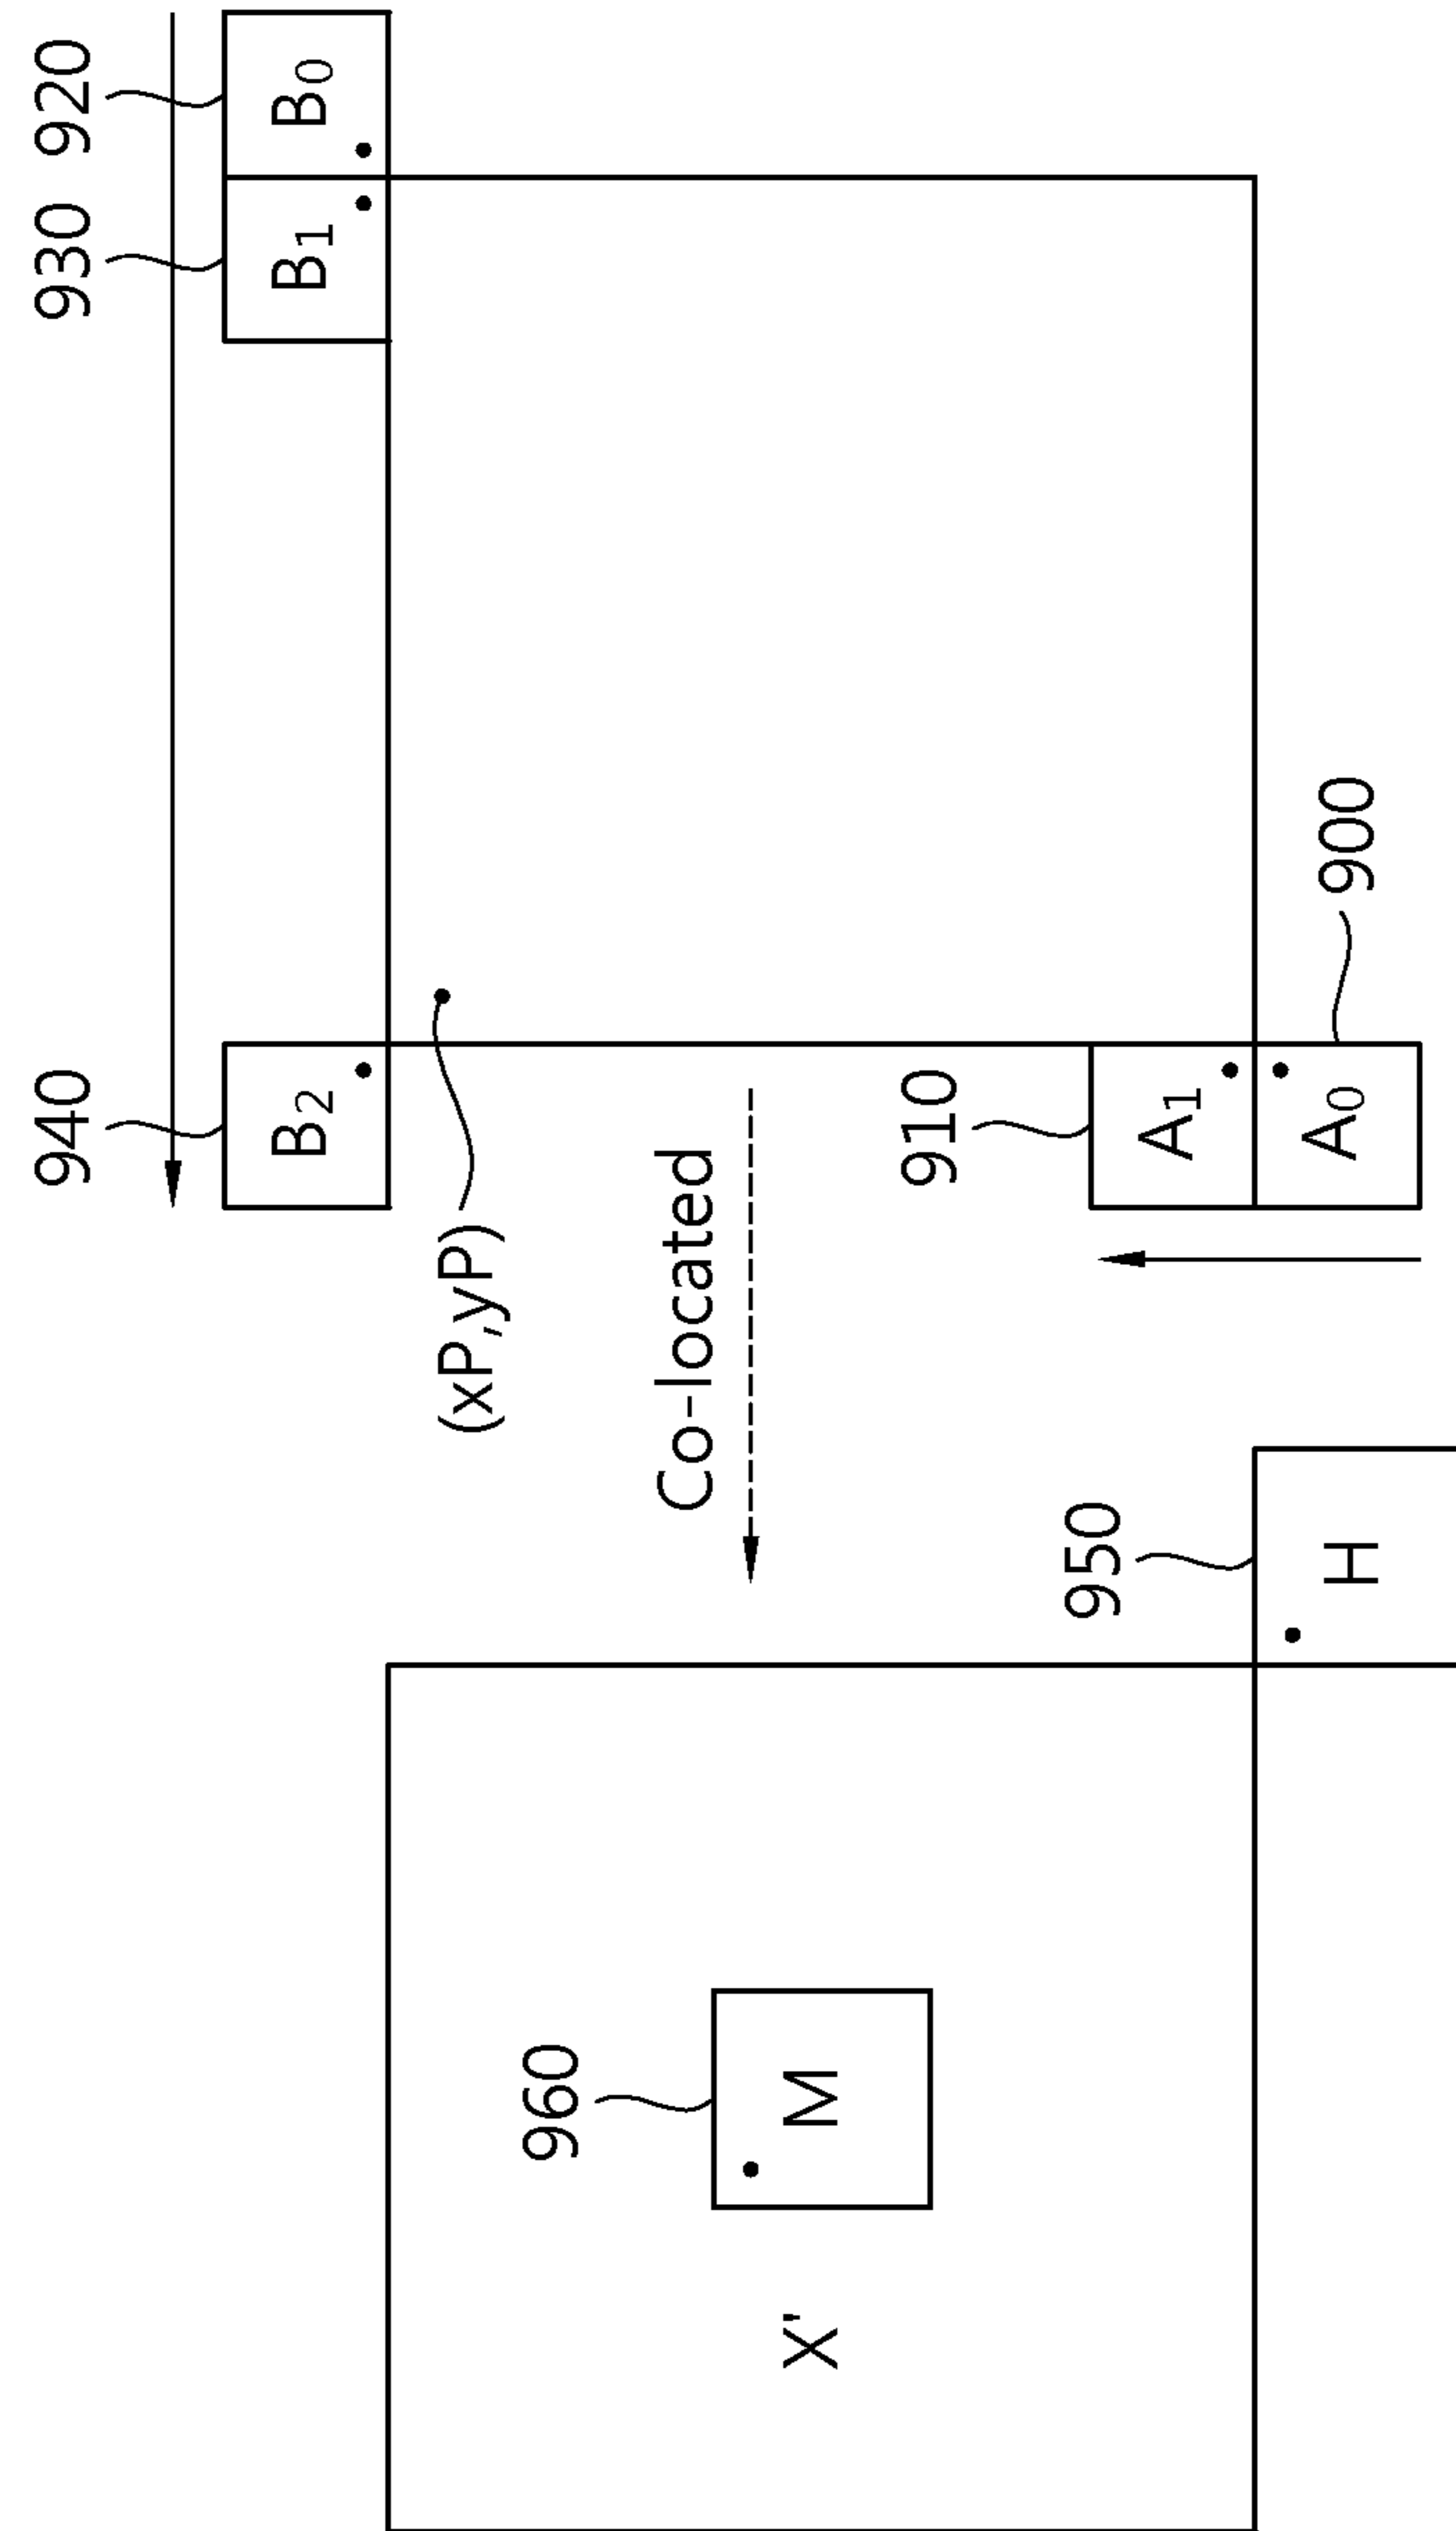 940 930 920
B2 B1 B0
(xP,yP)
960
Co-located
X' M
910
950
A1
H A0 900